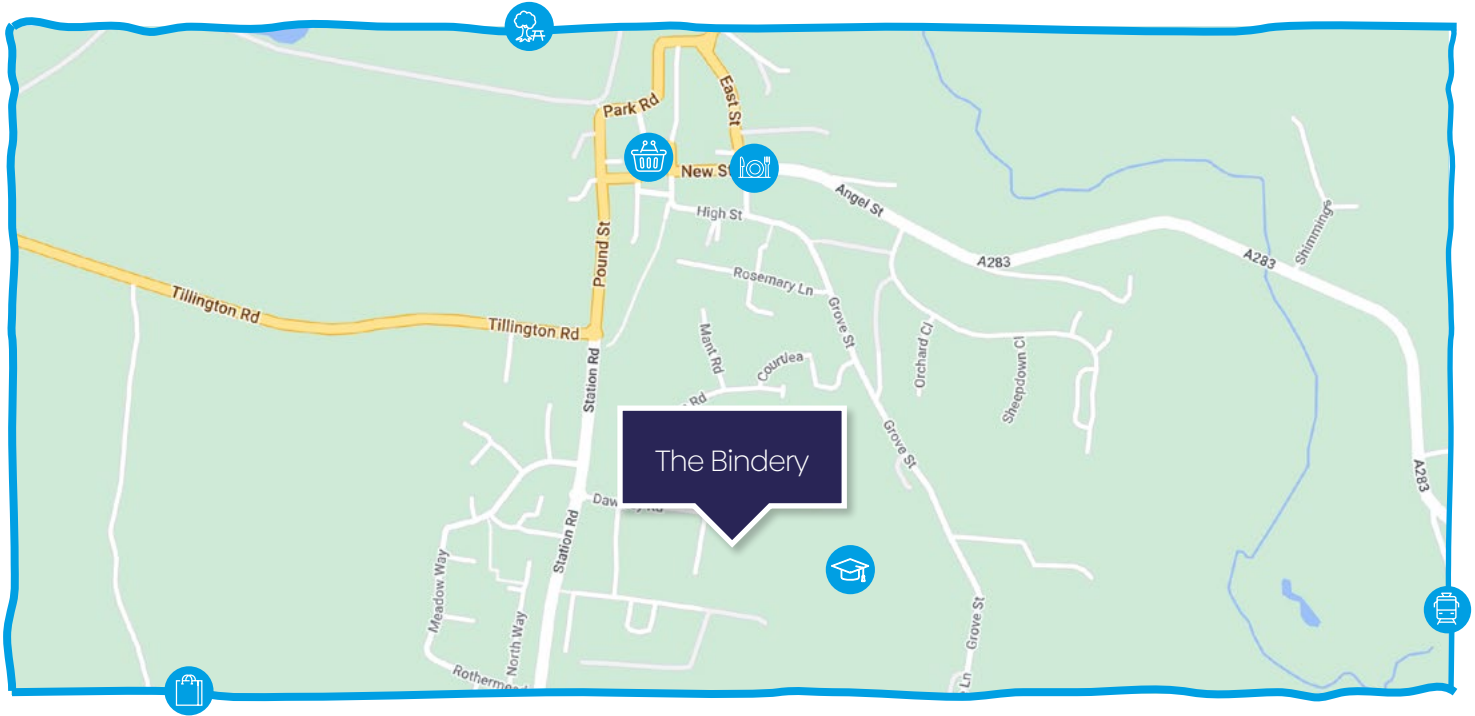 Park Rd
East St
New St
High St
Angel St
A283
A283
Shimmings
Pound St
Rosemary Ln
Tillington Rd
Tillington Rd
Grove St
Mant Rd
Courtlea
Orchard Cl
Sheepdown Cl
Station Rd
Rd
The Bindery
Grove St
A283
Station Rd
Meadow Way
North Way
Grove St
Ln